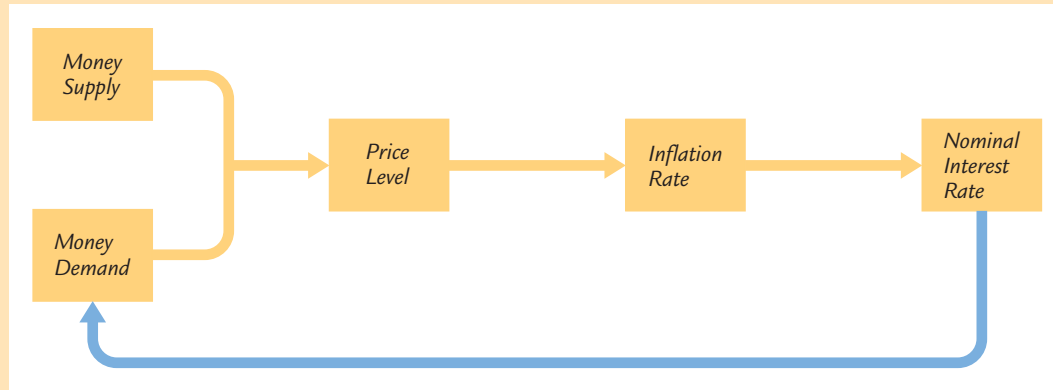 Money
Supply
Price
Level
Inflation
Rate
Nominal
Interest
Rate
Money
Demand